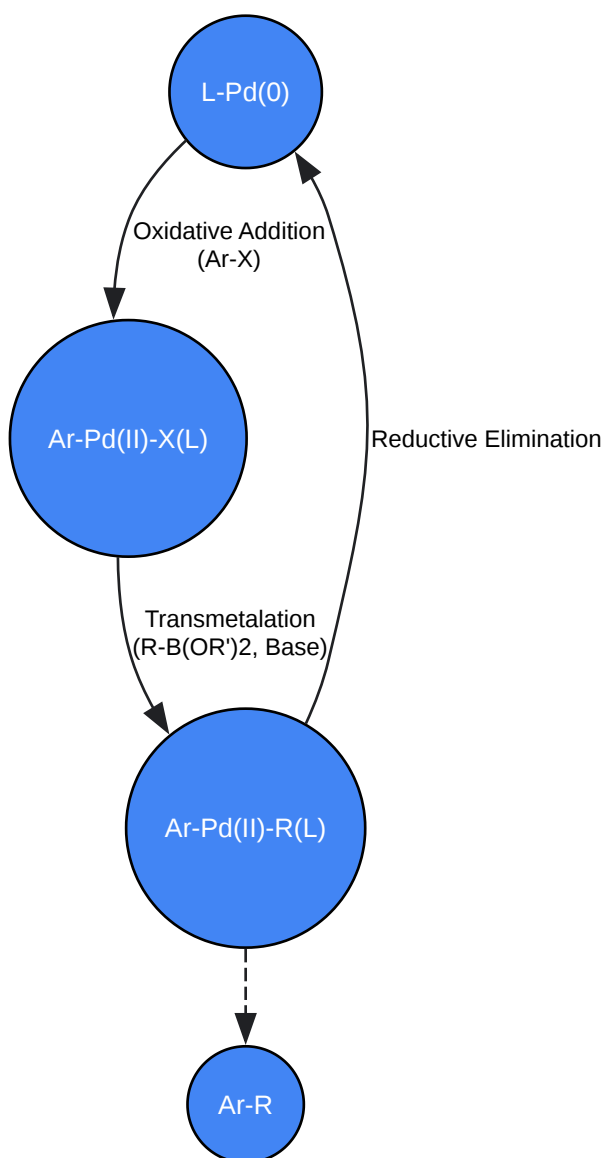 L-Pd(0)
Oxidative Addition
(Ar-X)
Ar-Pd(II)-X(L)
Reductive Elimination
Transmetalation
(R-B(OR')2, Base)
Ar-Pd(II)-R(L)
Ar-R